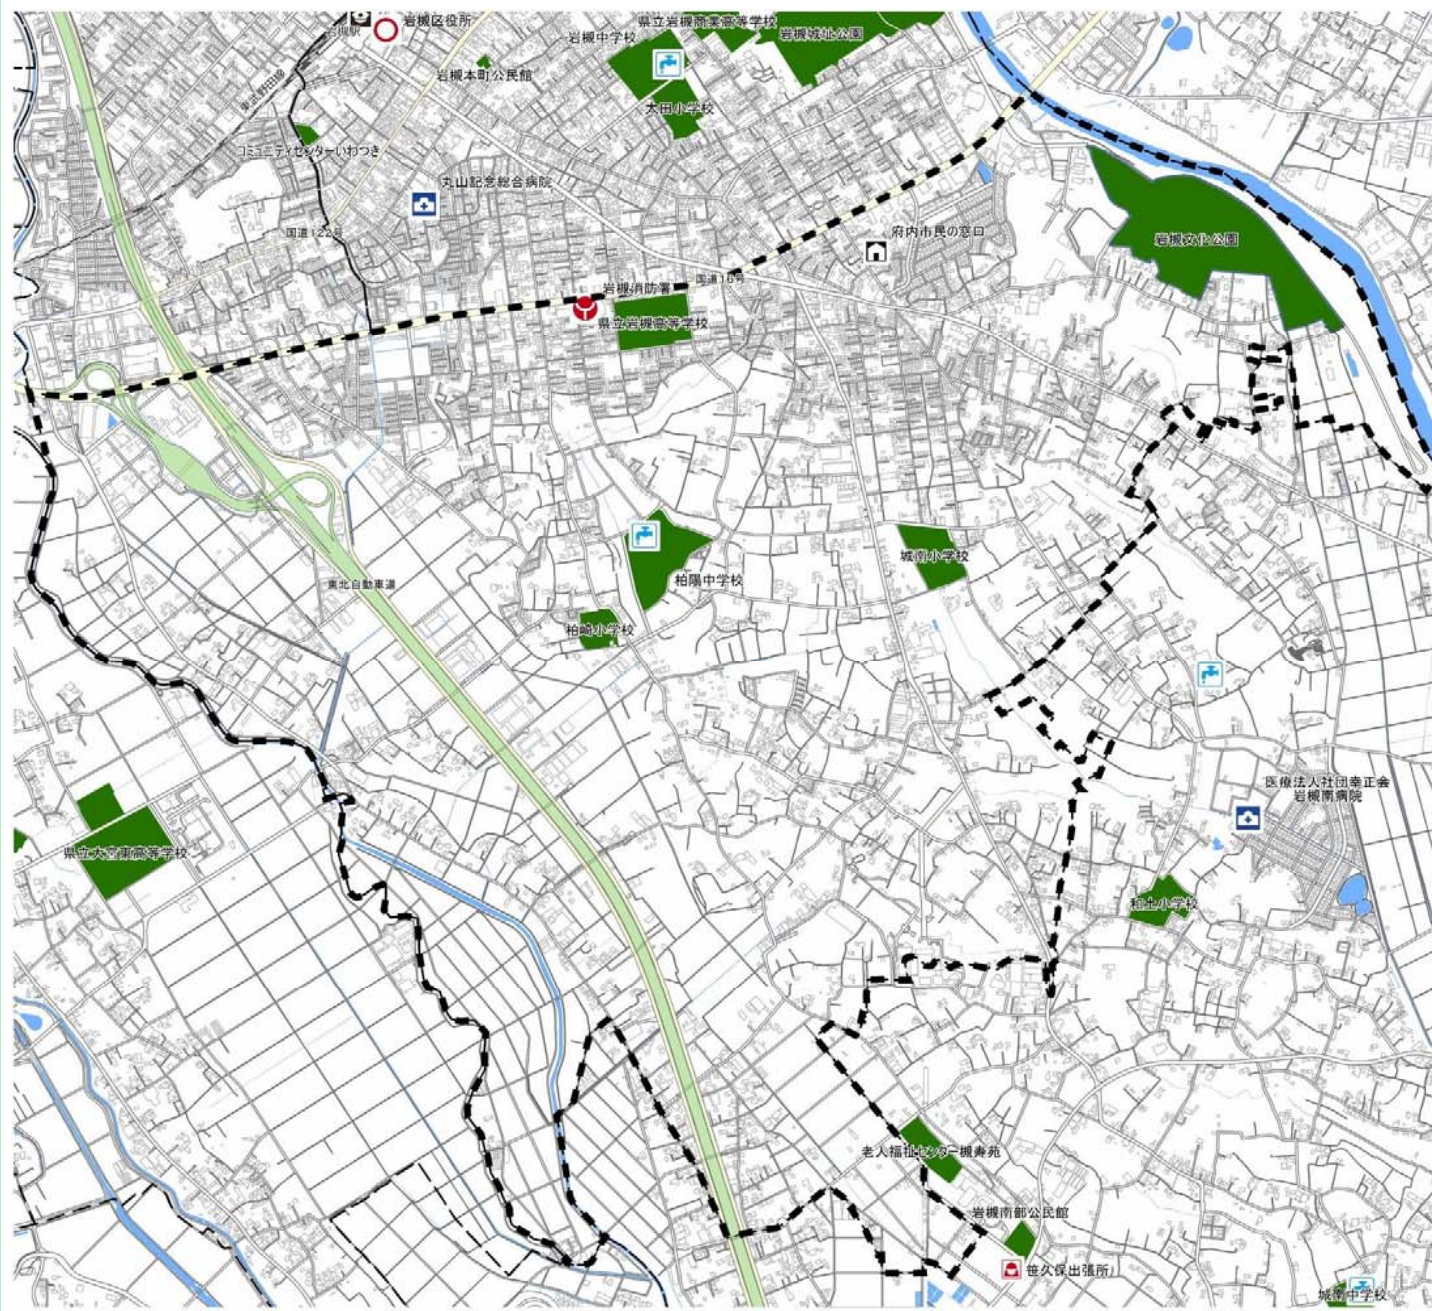 岩槻区役所
岩槻駅
県立岩槻商業高等学校
岩槻中学校
岩槻城址公園
岩槻本町公民館
東武野田線
太田小学校
コミュニティセンターいわつき
丸山記念総合病院
国道122号
府内市民の窓口
岩槻文化公園
国道16号
岩槻消防署
県立岩槻高等学校
東北自動車道
城南小学校
柏陽中学校
柏崎小学校
医療法人社団幸正会
岩槻南病院
県立大宮東高等学校
和土小学校
老人福祉センター槻寿苑
岩槻南部公民館
笹久保出張所
城南中学校